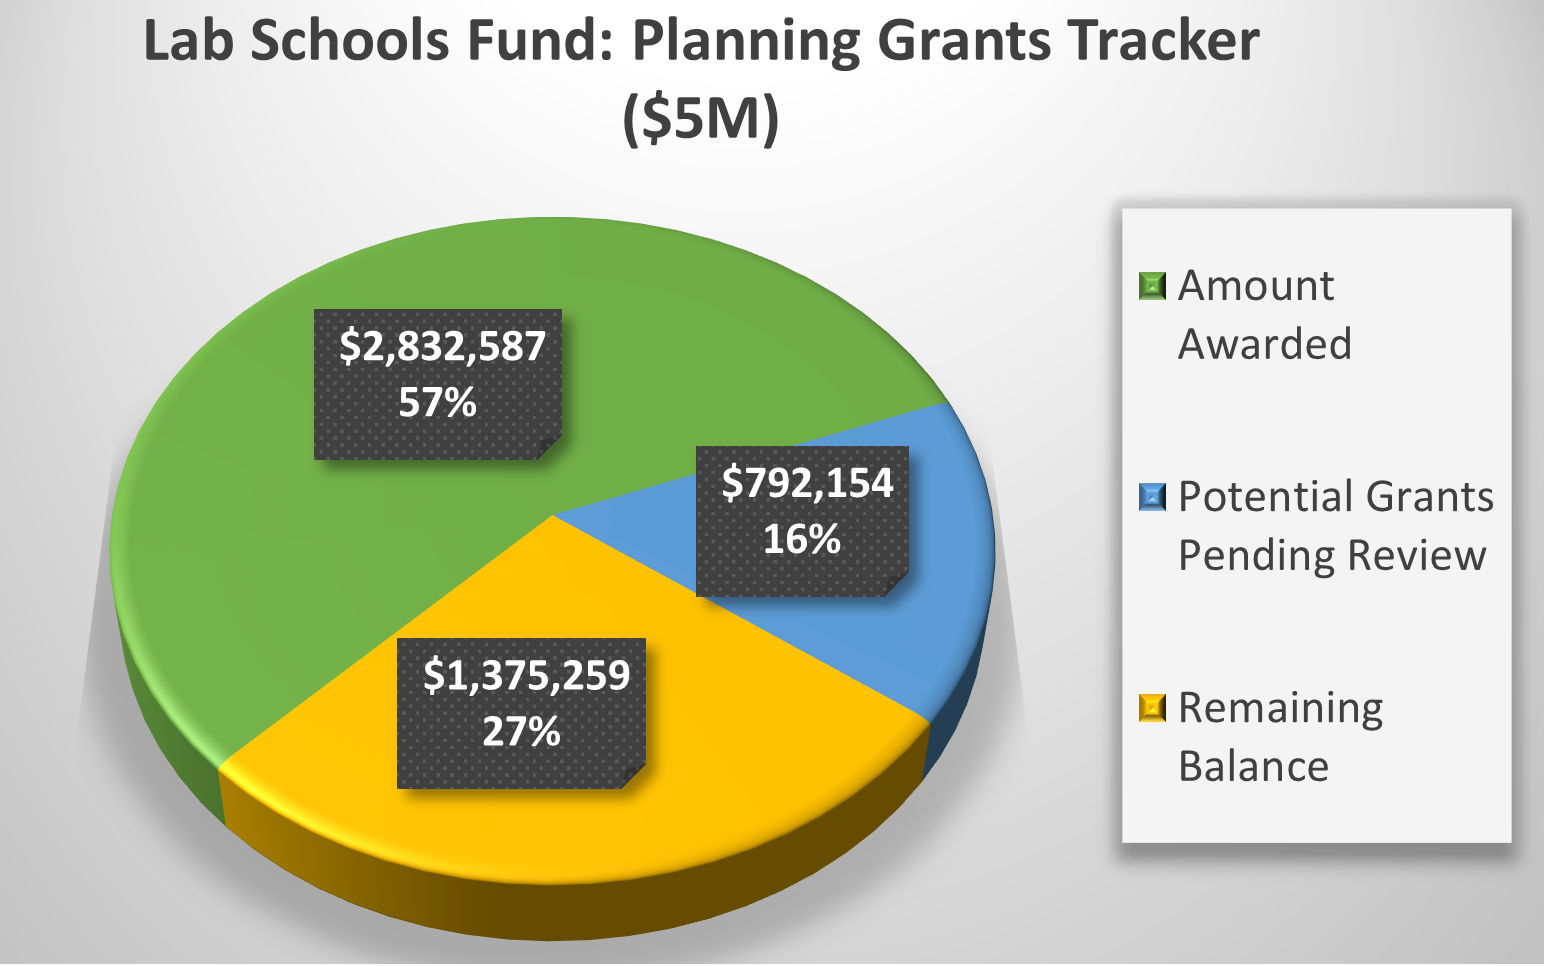 Lab Schools Fund: Planning Grants Tracker
($5M)
$2,832,587
57%
$792,154
16%
$1,375,259
27%
Amount
Awarded
Potential Grants
Pending Review
Remaining
Balance